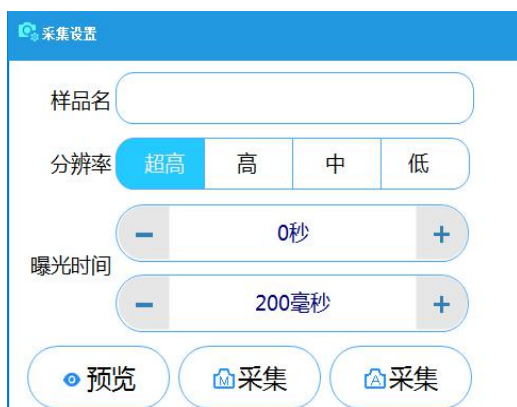 采集设置
样品名
分辨率 超高 高 中 低
0秒
曝光时间
200毫秒
预览 M 采集 A 采集